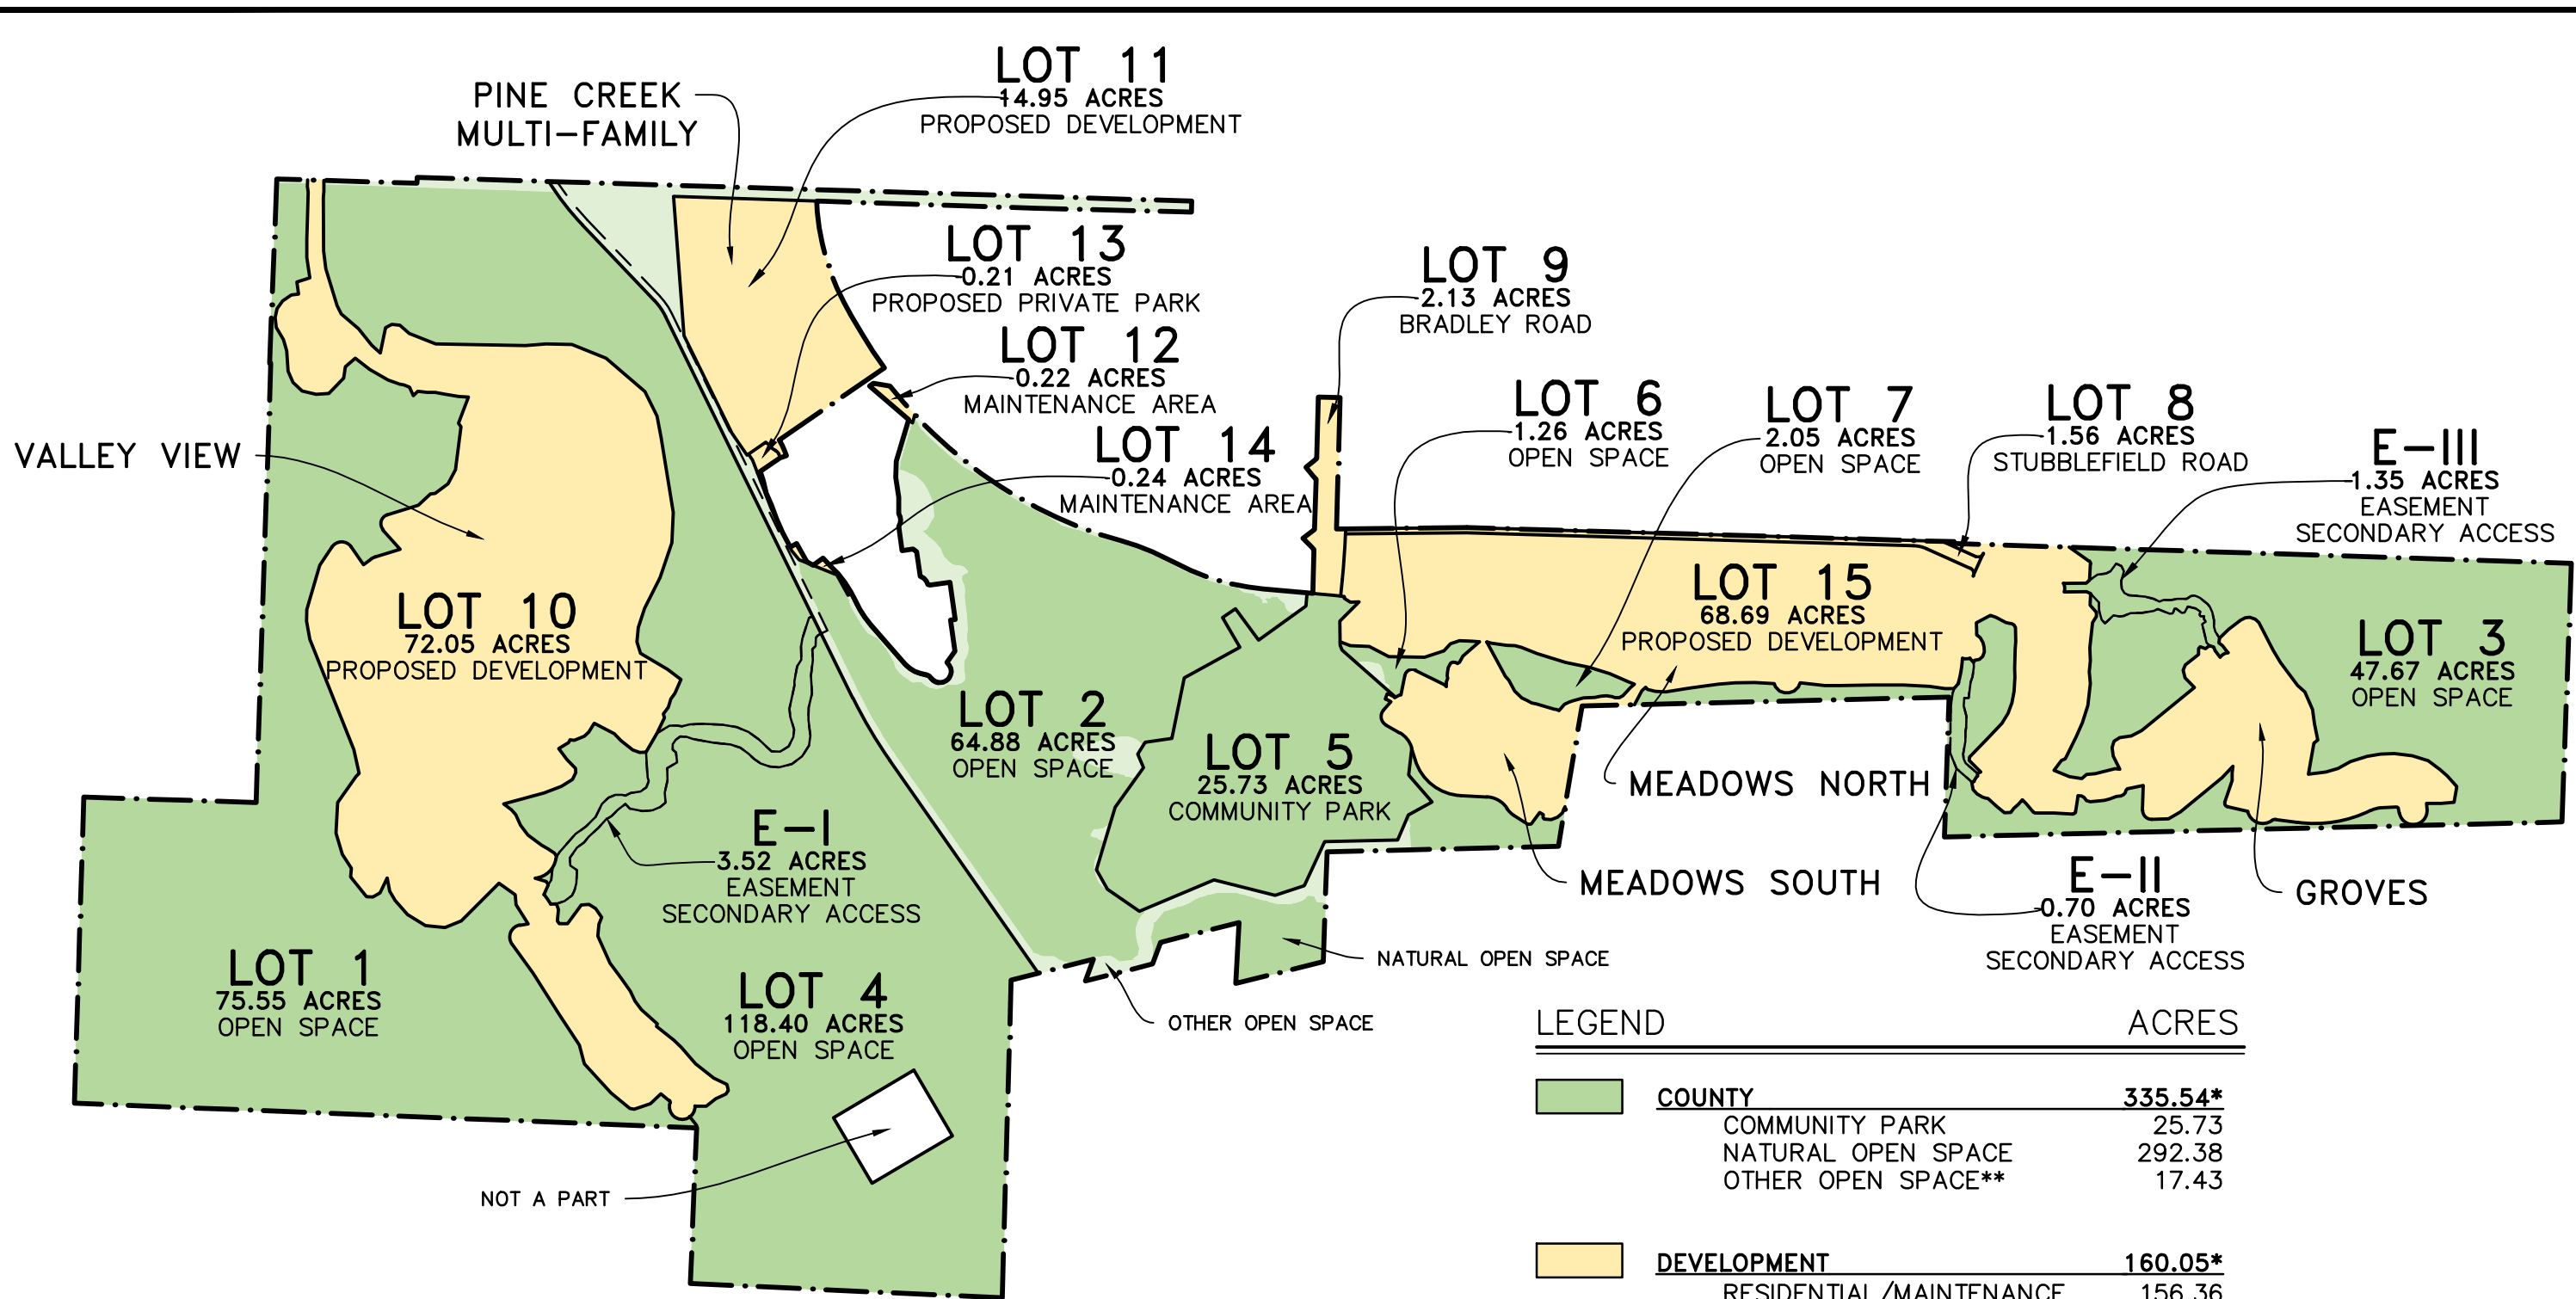 LOT 11
14.95 ACRES
PROPOSED DEVELOPMENT
PINE CREEK
MULTI-FAMILY
LOT 13
0.21 ACRES
PROPOSED PRIVATE PARK
LOT 12
0.22 ACRES
MAINTENANCE AREA
LOT 14
0.24 ACRES
MAINTENANCE AREA
LOT 9
2.13 ACRES
BRADLEY ROAD
LOT 6
1.26 ACRES
OPEN SPACE
LOT 7
2.05 ACRES
OPEN SPACE
LOT 8
1.56 ACRES
STUBBLEFIELD ROAD
E-III
1.35 ACRES
EASEMENT
SECONDARY ACCESS
VALLEY VIEW
LOT 10
72.05 ACRES
PROPOSED DEVELOPMENT
LOT 15
68.69 ACRES
PROPOSED DEVELOPMENT
LOT 3
47.67 ACRES
OPEN SPACE
LOT 2
64.88 ACRES
OPEN SPACE
LOT 5
25.73 ACRES
COMMUNITY PARK
MEADOWS NORTH
MEADOWS SOUTH
E-I
3.52 ACRES
EASEMENT
SECONDARY ACCESS
E-II
0.70 ACRES
EASEMENT
SECONDARY ACCESS
GROVES
LOT 1
75.55 ACRES
OPEN SPACE
LOT 4
118.40 ACRES
OPEN SPACE
NATURAL OPEN SPACE
OTHER OPEN SPACE
NOT A PART
LEGEND ACRES
COUNTY 335.54*
COMMUNITY PARK 25.73
NATURAL OPEN SPACE 292.38
OTHER OPEN SPACE** 17.43
DEVELOPMENT 160.05*
RESIDENTIAL/MAINTENANCE 156.36